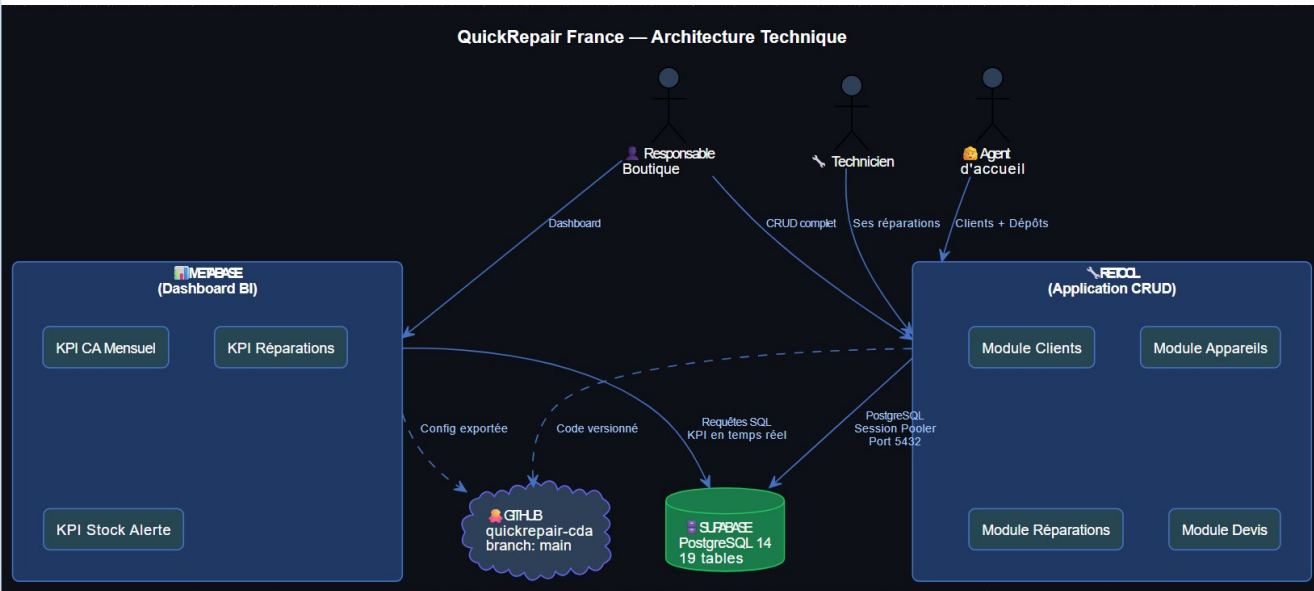 QuickRepair France — Architecture Technique
Responsable
Boutique
Technicien
Agent
d'accueil
Dashboard
CRUD complet
Ses réparations
Clients + Dépôts
METABASE
(Dashboard BI)
KPI CA Mensuel
KPI Réparations
KPI Stock Alerte
RETOOL
(Application CRUD)
Module Clients
Module Appareils
Module Réparations
Module Devis
Config exportée
Code versionné
Requêtes SQL
KPI en temps réel
PostgreSQL
Session Pooler
Port 5432
GITHUB
quickrepair-cda
branch: main
SUPABASE
PostgreSQL 14
19 tables